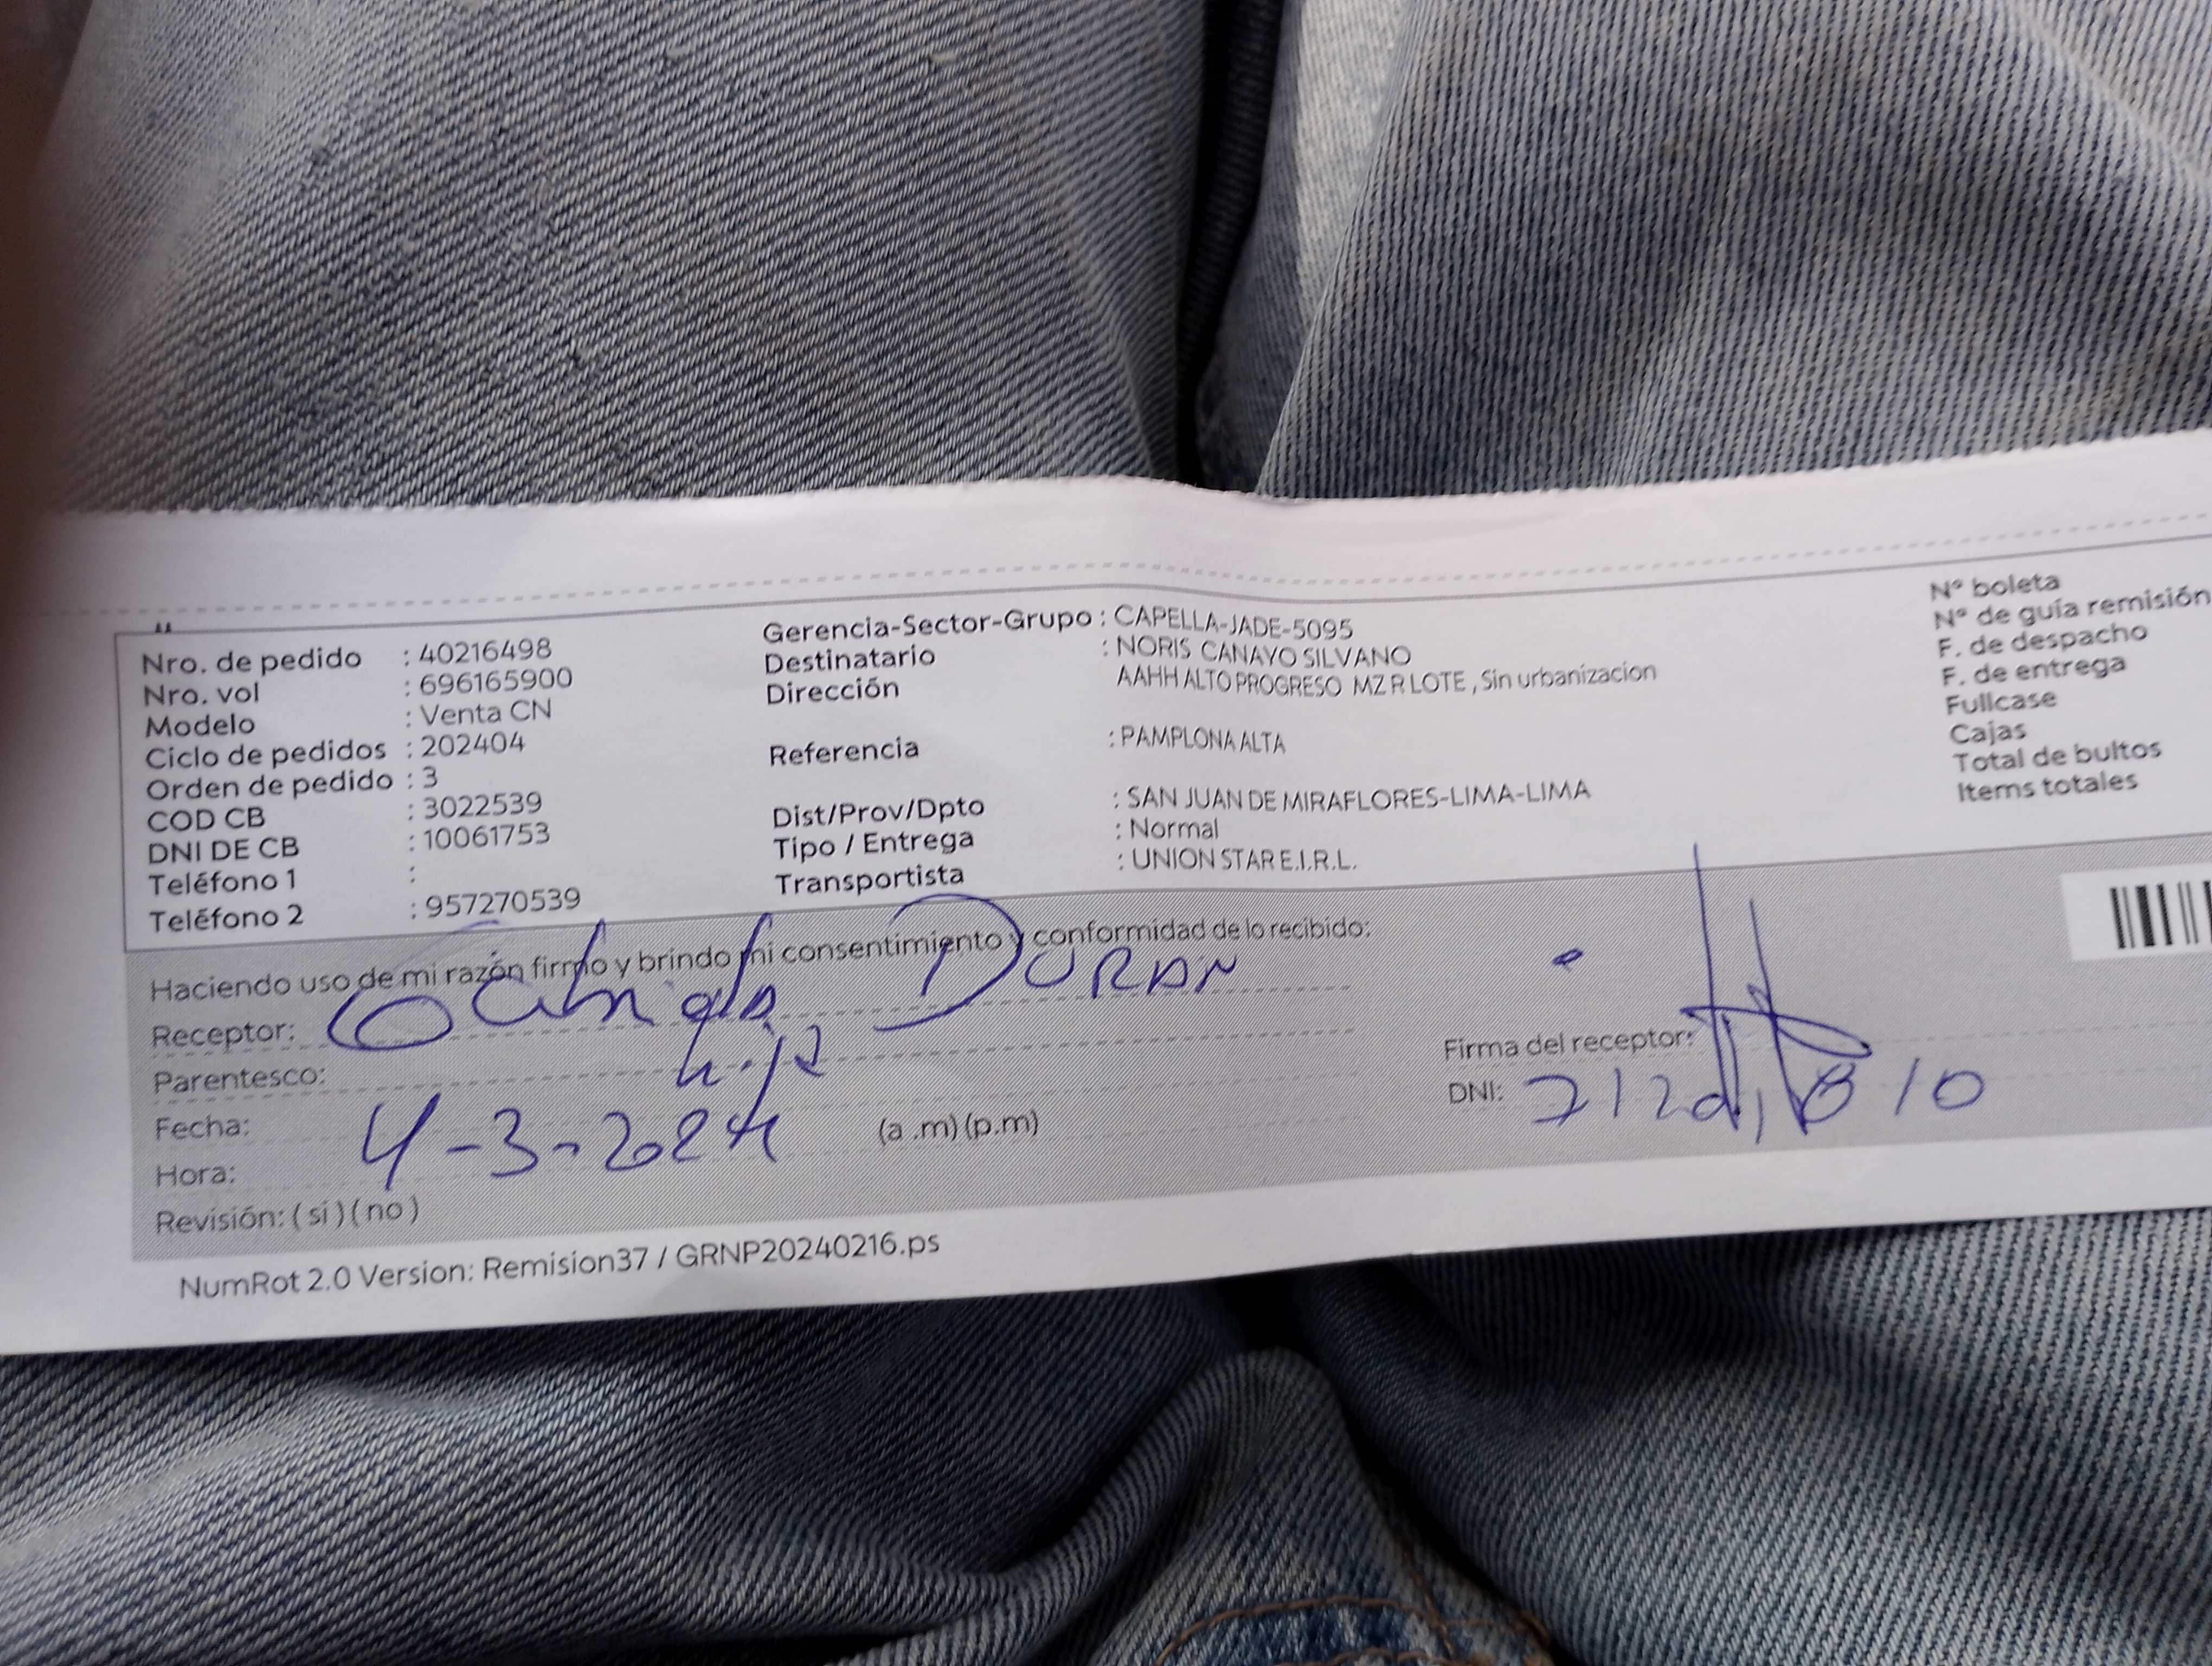 Nro. de pedido : 40216498
Nro. vol : 696165900
Modelo : Venta CN
Ciclo de pedidos : 202404
Orden de pedido : 3
COD CB : 3022539
DNI DE CB : 10061753
Teléfono 1 :
Teléfono 2 : 957270539
Gerencia-Sector-Grupo : CAPELLA-JADE-5095
Destinatario : NORIS CANAYO SILVANO
Dirección AAHH ALTO PROGRESO MZ R LOTE , Sin urbanizacion
Referencia : PAMPLONA ALTA
Dist/Prov/Dpto : SAN JUAN DE MIRAFLORES-LIMA-LIMA
Tipo / Entrega : Normal
Transportista : UNION STAR E.I.R.L.
N° boleta
N° de guía remisión
F. de despacho
F. de entrega
Fullcase
Cajas
Total de bultos
Items totales
Haciendo uso de mi razón firmo y brindo mi consentimiento y conformidad de lo recibido:
Receptor: DURAN
Parentesco: hija
Fecha: 4-3-2024
Hora: (a .m) (p.m)
Revisión: ( si ) ( no )
Firma del receptor:
DNI:
NumRot 2.0 Version: Remision37 / GRNP20240216.ps